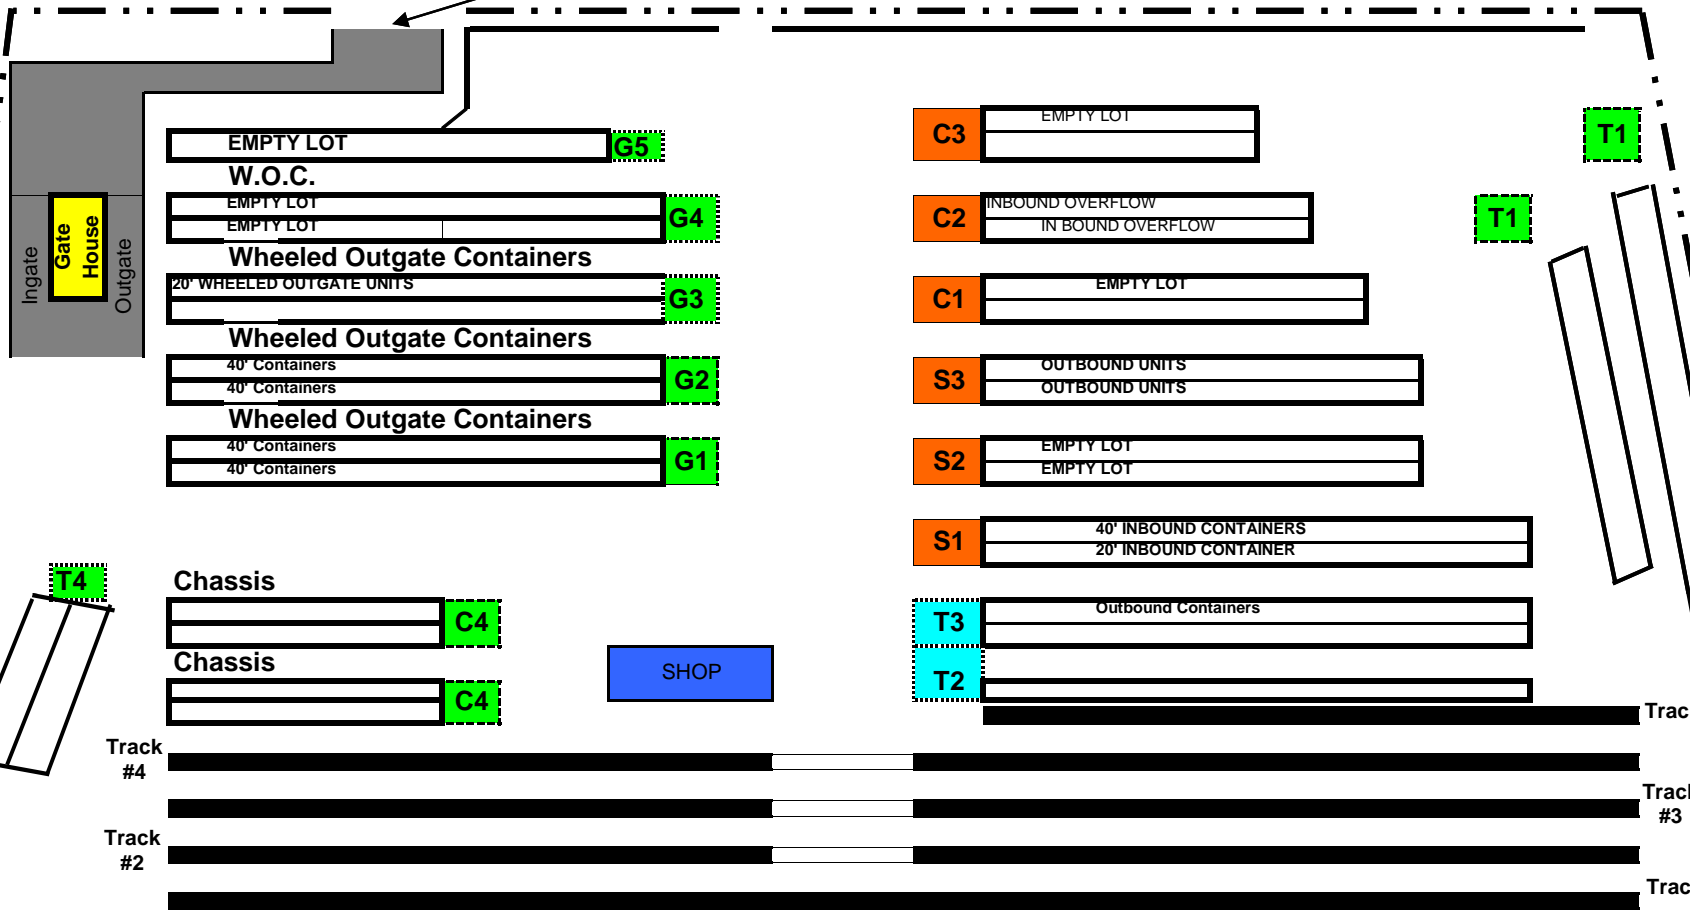 EMPTY LOT
G5
W.O.C.
EMPTY LOT
EMPTY LOT
G4
Wheeled Outgate Containers
20' WHEELED OUTGATE UNITS
G3
Wheeled Outgate Containers
40' Containers
40' Containers
G2
Wheeled Outgate Containers
40' Containers
40' Containers
G1
Ingate
Gate
House
Outgate
T4
Chassis
C4
Chassis
C4
SHOP
C3
EMPTY LOT
T1
C2
INBOUND OVERFLOW
IN BOUND OVERFLOW
T1
C1
EMPTY LOT
S3
OUTBOUND UNITS
OUTBOUND UNITS
S2
EMPTY LOT
EMPTY LOT
S1
40' INBOUND CONTAINERS
20' INBOUND CONTAINER
T3
Outbound Containers
T2
Trac
Track
#4
Track
#3
Track
#2
Trac